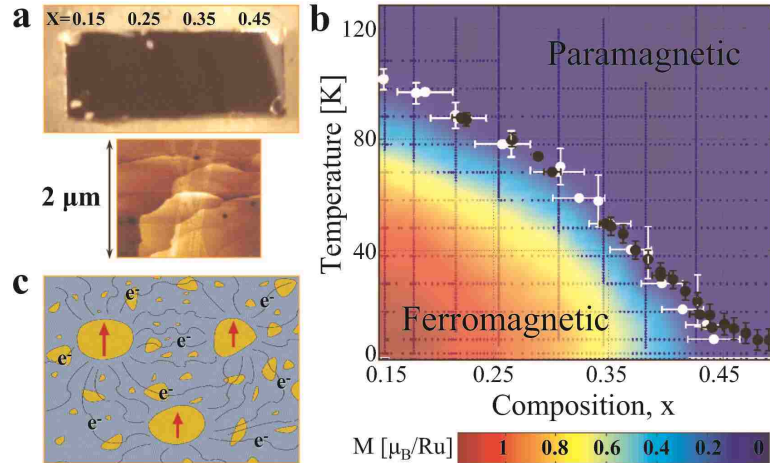 a
X=0.15 0.25 0.35 0.45
2 μm
c
e⁻
e⁻
e⁻
e⁻
e⁻
e⁻
e⁻
e⁻
e⁻
b
120
80
40
0
Temperature [K]
Paramagnetic
Ferromagnetic
0.15 0.25 0.35 0.45
Composition, x
M [μ_B/Ru] 1 0.8 0.6 0.4 0.2 0